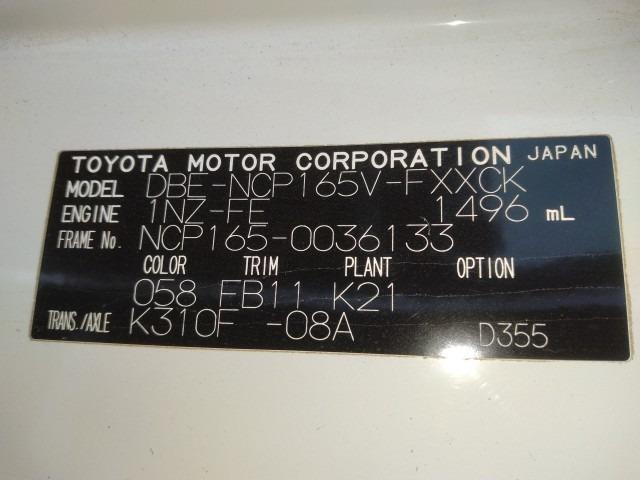 TOYOTA MOTOR CORPORATION JAPAN
MODEL DBE-NCP165V-FXXCK
ENGINE 1NZ-FE 1496 mL
FRAME No. NCP165-0036133
COLOR TRIM PLANT OPTION
058 FB11 K21
TRANS./AXLE K310F -08A D355